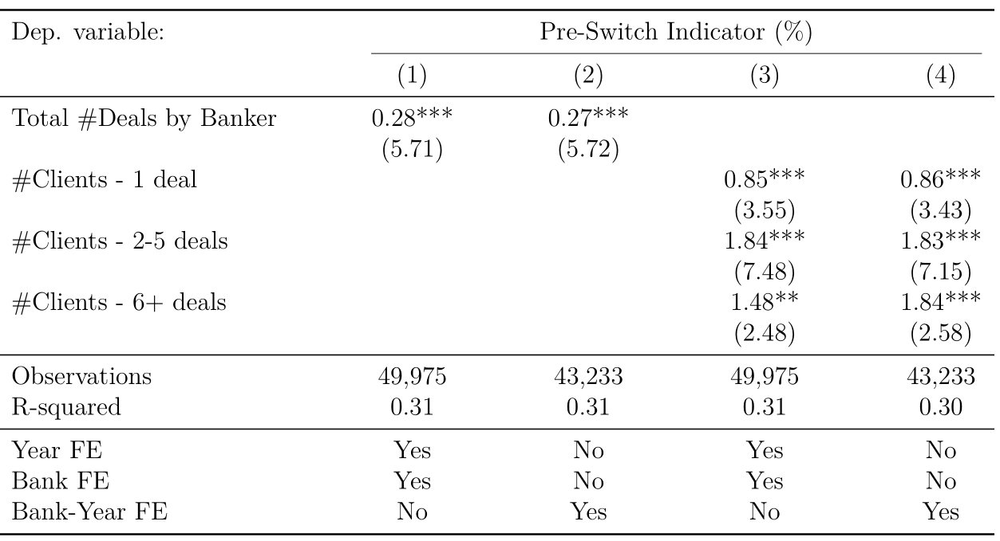 Dep. variable: Pre-Switch Indicator (%)
(1) (2) (3) (4)
Total #Deals by Banker 0.28*** 0.27***
(5.71) (5.72)
#Clients - 1 deal 0.85*** 0.86***
(3.55) (3.43)
#Clients - 2-5 deals 1.84*** 1.83***
(7.48) (7.15)
#Clients - 6+ deals 1.48** 1.84***
(2.48) (2.58)
Observations 49,975 43,233 49,975 43,233
R-squared 0.31 0.31 0.31 0.30
Year FE Yes No Yes No
Bank FE Yes No Yes No
Bank-Year FE No Yes No Yes